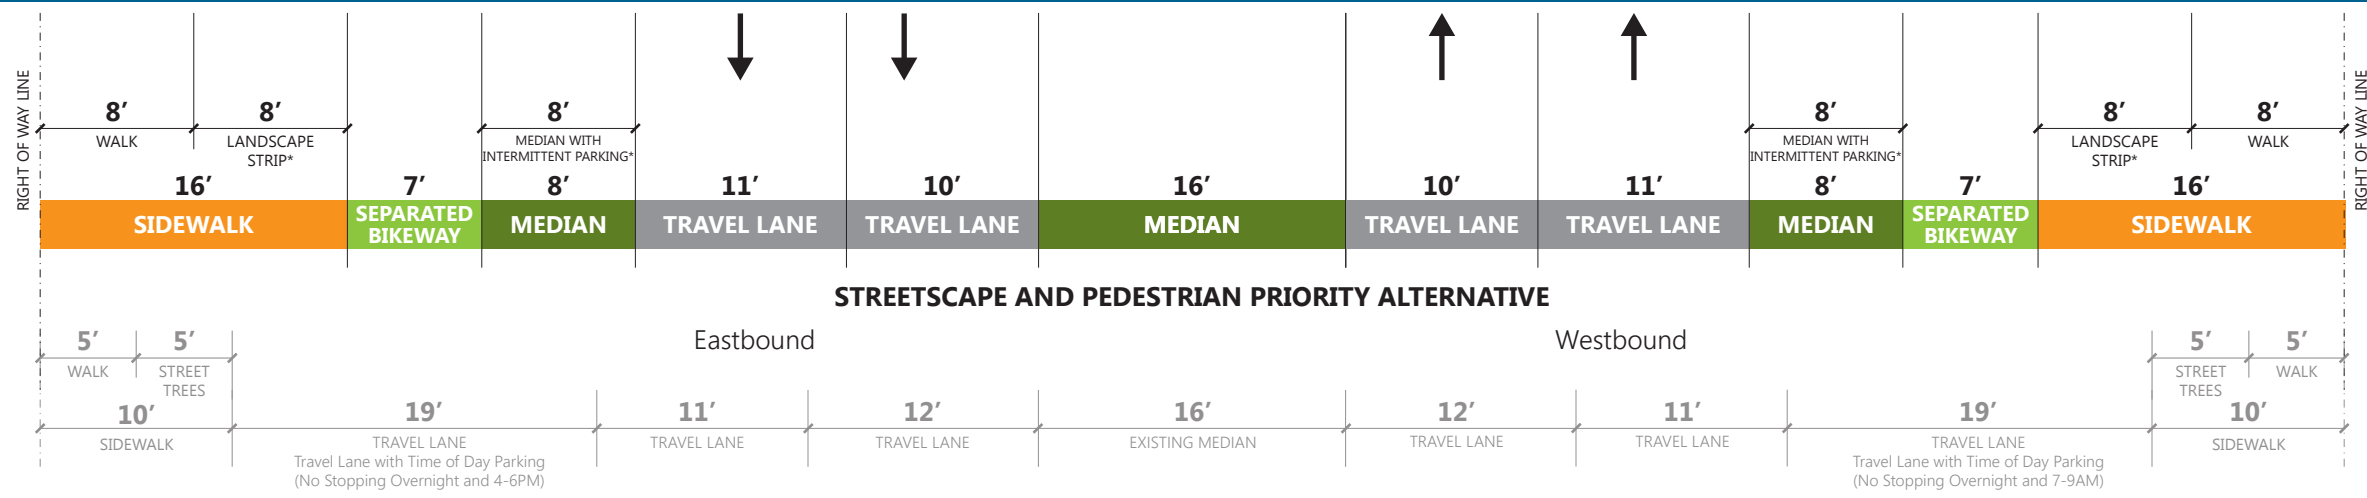 RIGHT OF WAY LINE
8’
WALK
8’
LANDSCAPE
STRIP*
8’
MEDIAN WITH
INTERMITTENT PARKING*
8’
MEDIAN WITH
INTERMITTENT PARKING*
8’
LANDSCAPE
STRIP*
8’
WALK
RIGHT OF WAY LINE
16’ 7’ 8’ 11’ 10’ 16’ 10’ 11’ 8’ 7’ 16’
SIDEWALK
SEPARATED
BIKEWAY
MEDIAN
TRAVEL LANE
TRAVEL LANE
MEDIAN
TRAVEL LANE
TRAVEL LANE
MEDIAN
SEPARATED
BIKEWAY
SIDEWALK
STREETSCAPE AND PEDESTRIAN PRIORITY ALTERNATIVE
Eastbound
Westbound
5’
WALK
5’
STREET
TREES
5’
STREET
TREES
5’
WALK
10’
SIDEWALK
19’
TRAVEL LANE
Travel Lane with Time of Day Parking
(No Stopping Overnight and 4-6PM)
11’
TRAVEL LANE
12’
TRAVEL LANE
16’
EXISTING MEDIAN
12’
TRAVEL LANE
11’
TRAVEL LANE
19’
TRAVEL LANE
Travel Lane with Time of Day Parking
(No Stopping Overnight and 7-9AM)
10’
SIDEWALK